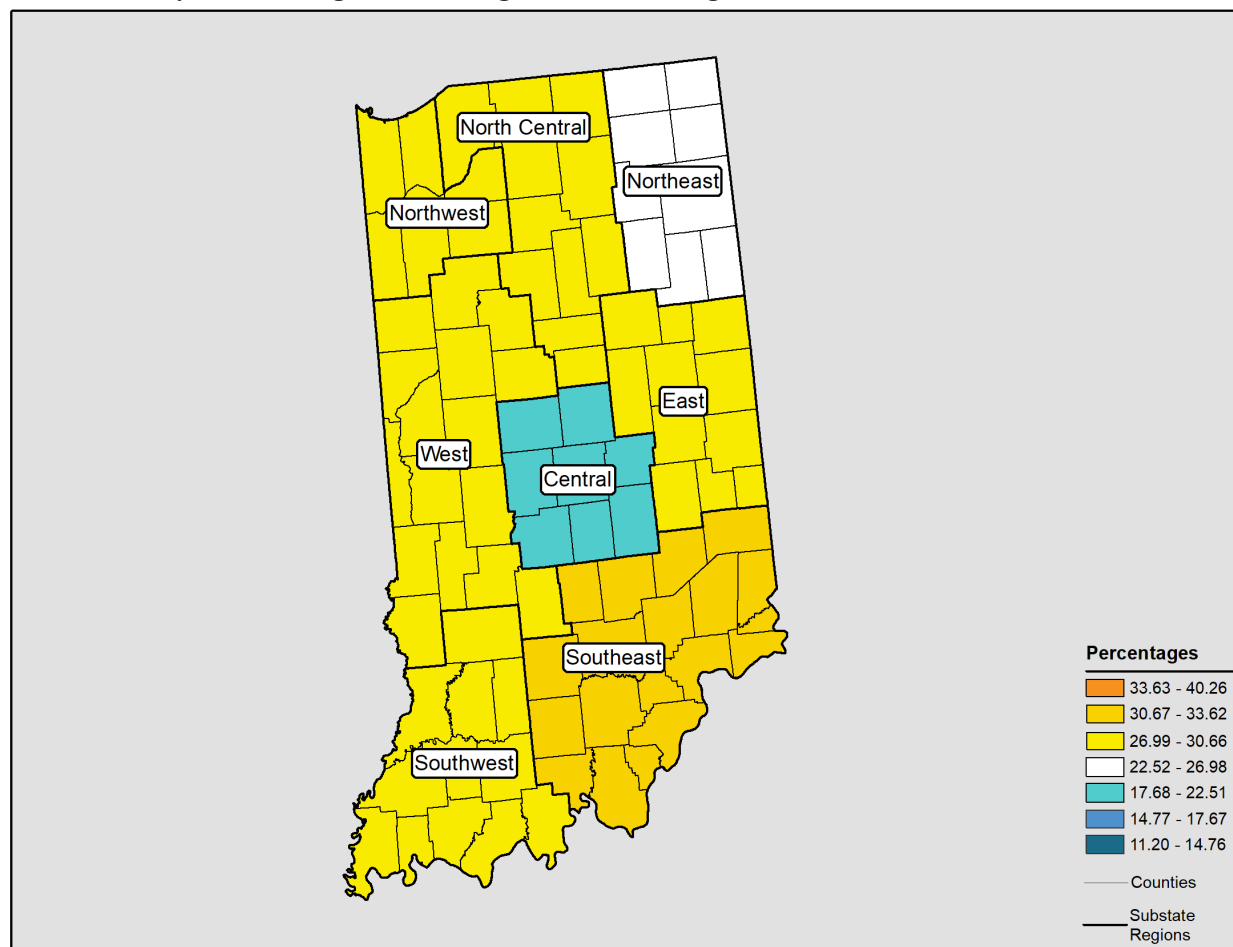 North Central
Northeast
Northwest
East
West
Central
Southeast
Southwest
Percentages
33.63 - 40.26
30.67 - 33.62
26.99 - 30.66
22.52 - 26.98
17.68 - 22.51
14.77 - 17.67
11.20 - 14.76
Counties
Substate
Regions